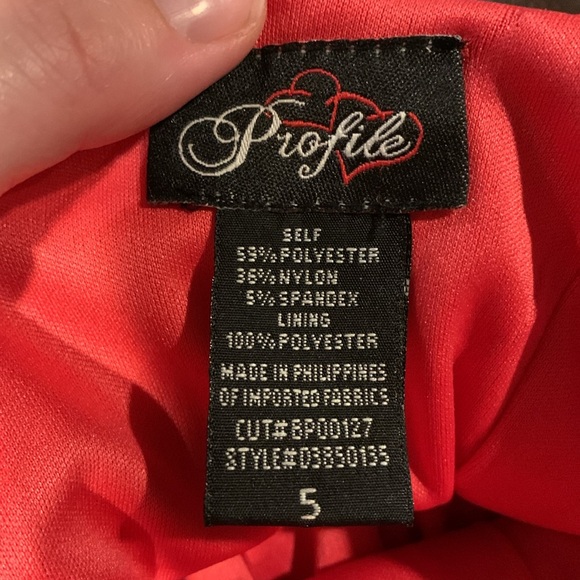 Profile
SELF
59% POLYESTER
36% NYLON
5% SPANDEX
LINING
100% POLYESTER
MADE IN PHILIPPINES
OF IMPORTED FABRICS
CUT# 8P00127
STYLE# 03850135
5